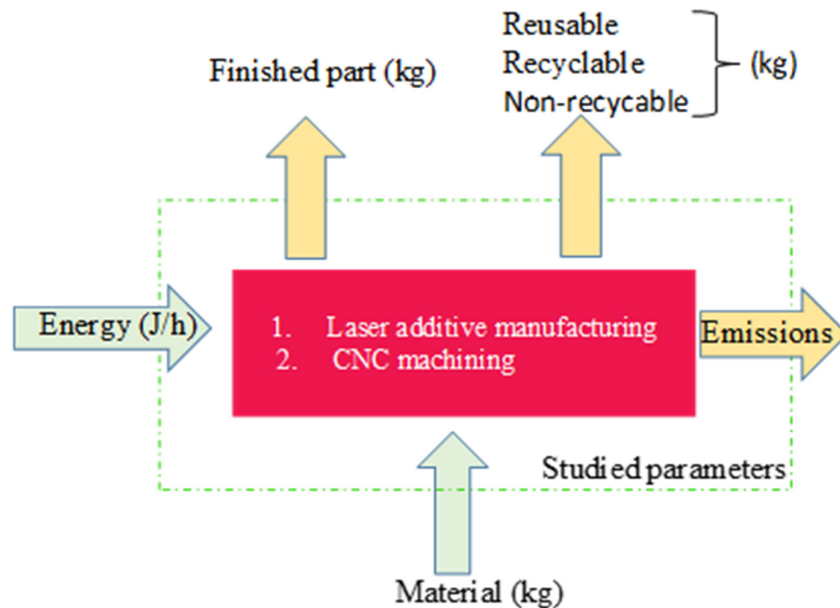 Reusable
Recyclable
Non-recycable
(kg)
Finished part (kg)
Energy (J/h)
1. Laser additive manufacturing
2. CNC machining
Emissions
Studied parameters
Material (kg)